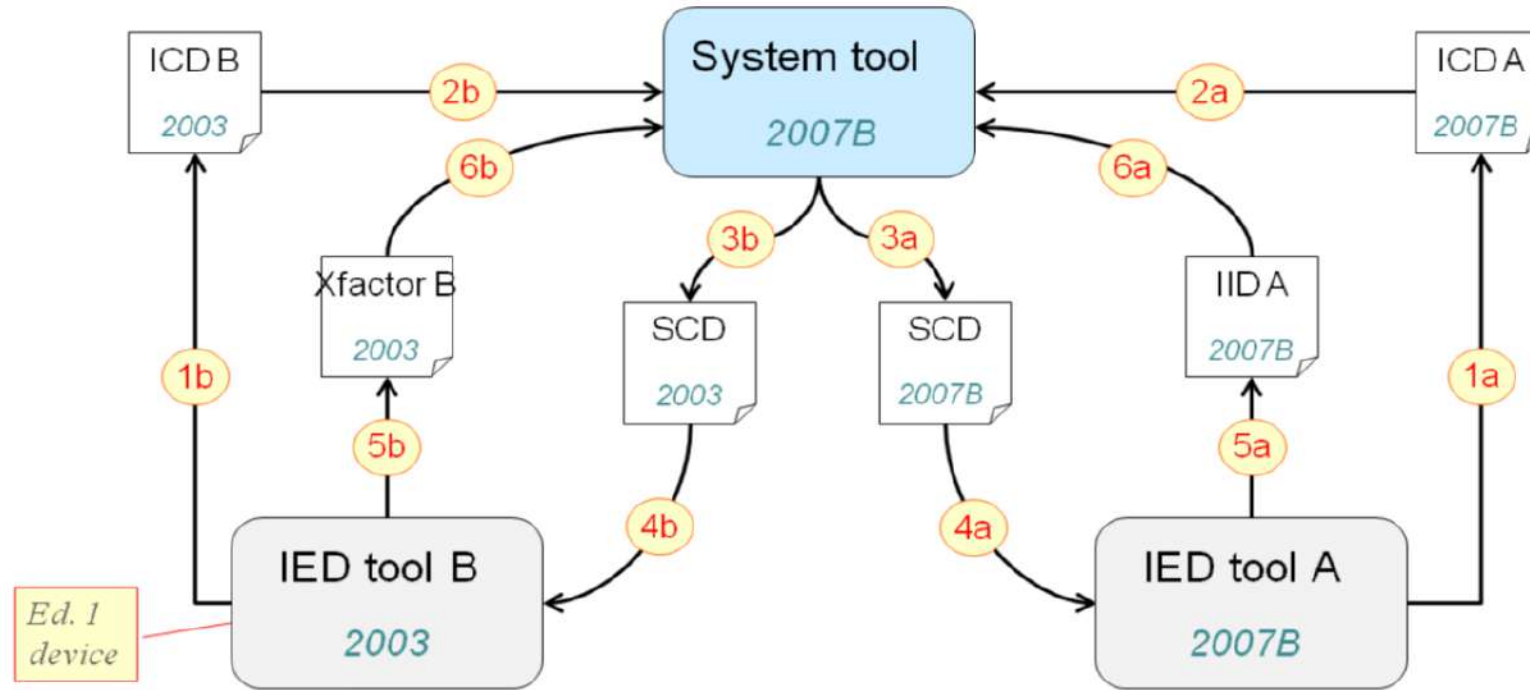 ICD B
2003
2b
System tool
2007B
2a
ICD A
2007B
6b
6a
3b
3a
Xfactor B
2003
SCD
2003
SCD
2007B
IID A
2007B
1b
1a
5b
5a
4b
4a
IED tool B
2003
IED tool A
2007B
Ed. 1
device